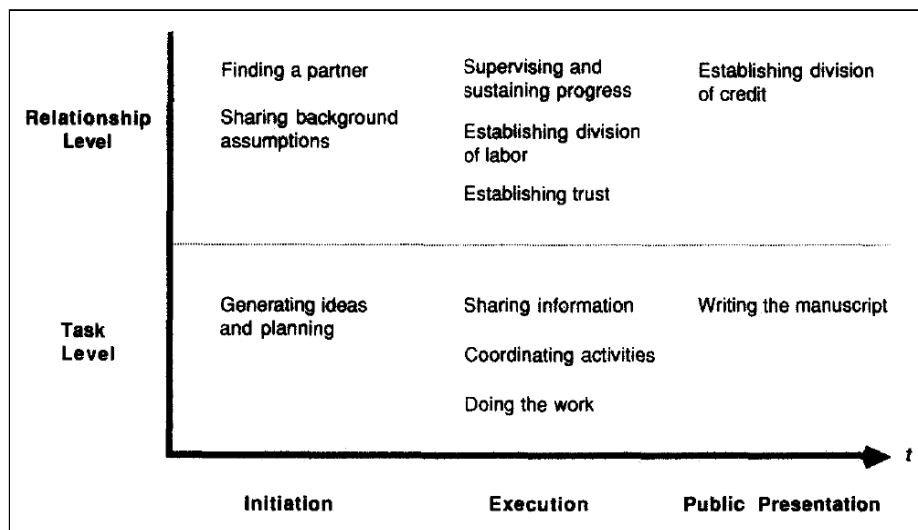 Finding a partner
Sharing background
assumptions
Supervising and
sustaining progress
Establishing division
of labor
Establishing trust
Establishing division
of credit
Relationship
Level
Generating ideas
and planning
Sharing information
Coordinating activities
Doing the work
Writing the manuscript
Task
Level
t
Initiation
Execution
Public Presentation